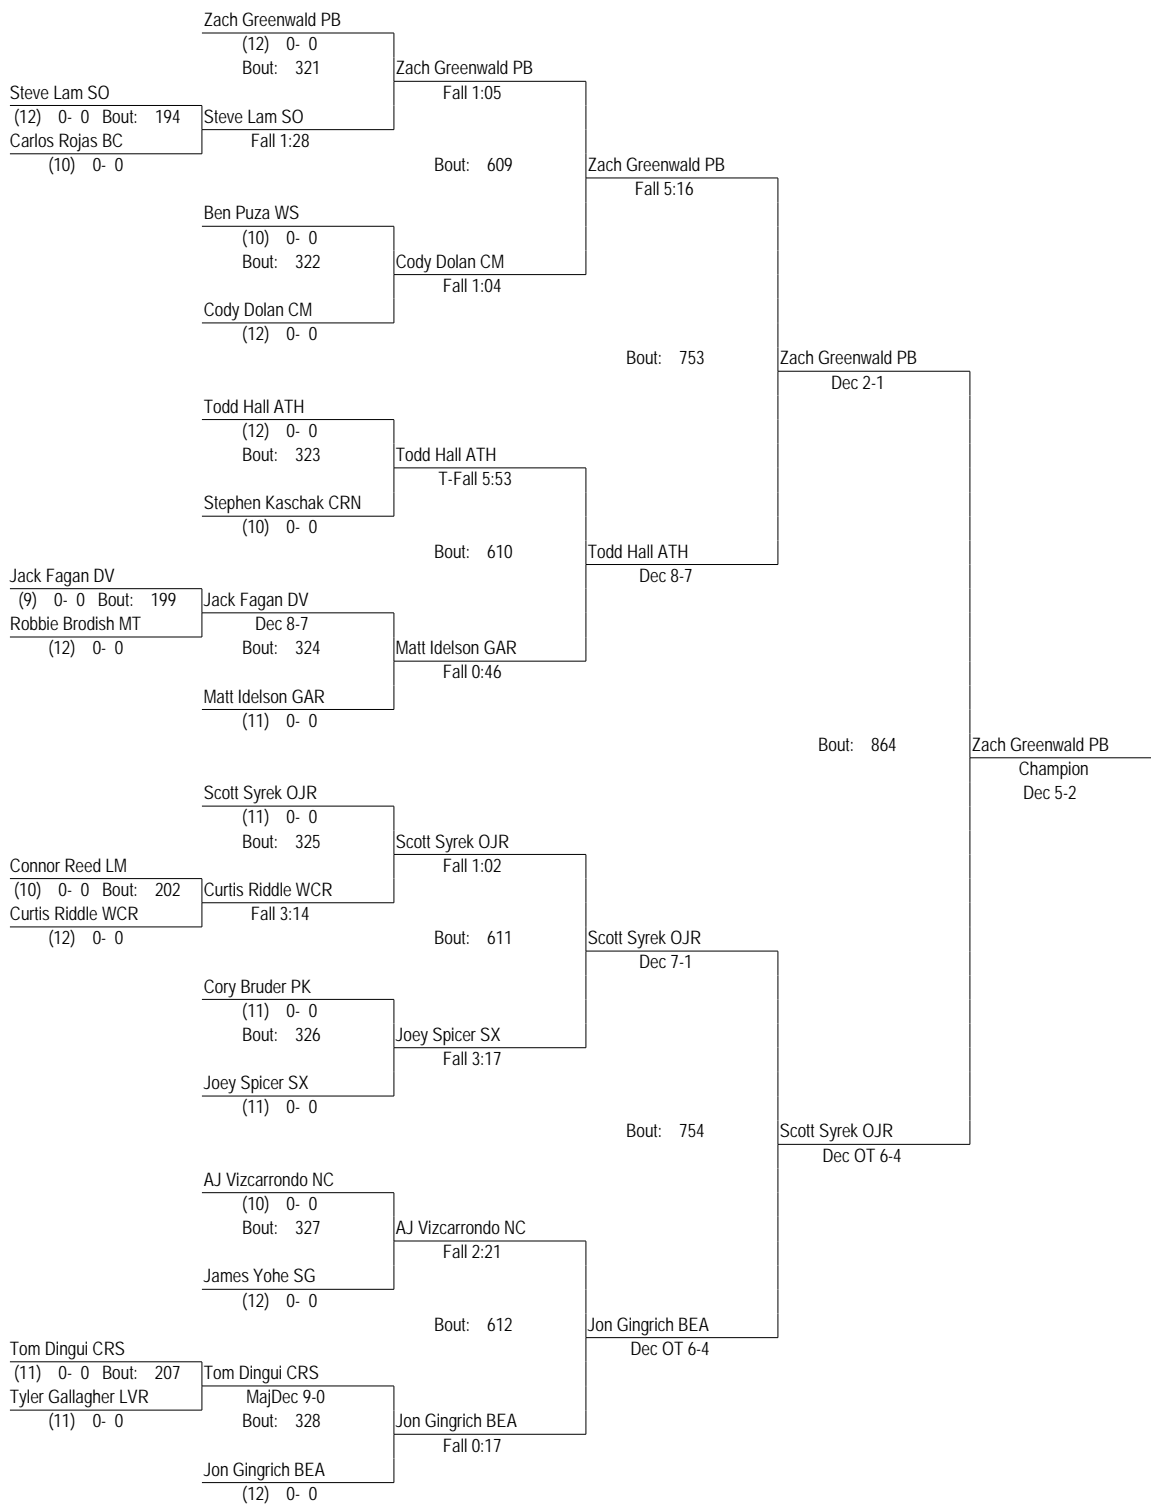 Zach Greenwald PB
(12) 0- 0
Bout: 321
Zach Greenwald PB
Fall 1:05
Steve Lam SO
(12) 0- 0 Bout: 194
Steve Lam SO
Carlos Rojas BC
Fall 1:28
(10) 0- 0
Bout: 609
Zach Greenwald PB
Fall 5:16
Ben Puza WS
(10) 0- 0
Bout: 322
Cody Dolan CM
Fall 1:04
Cody Dolan CM
(12) 0- 0
Bout: 753
Zach Greenwald PB
Dec 2-1
Todd Hall ATH
(12) 0- 0
Bout: 323
Todd Hall ATH
T-Fall 5:53
Stephen Kaschak CRN
(10) 0- 0
Bout: 610
Todd Hall ATH
Dec 8-7
Jack Fagan DV
(9) 0- 0 Bout: 199
Jack Fagan DV
Robbie Brodish MT
Dec 8-7
(12) 0- 0
Bout: 324
Matt Idelson GAR
Fall 0:46
Matt Idelson GAR
(11) 0- 0
Bout: 864
Zach Greenwald PB
Champion
Dec 5-2
Scott Syrek OJR
(11) 0- 0
Bout: 325
Scott Syrek OJR
Fall 1:02
Connor Reed LM
(10) 0- 0 Bout: 202
Curtis Riddle WCR
Curtis Riddle WCR
Fall 3:14
(12) 0- 0
Bout: 611
Scott Syrek OJR
Dec 7-1
Cory Bruder PK
(11) 0- 0
Bout: 326
Joey Spicer SX
Fall 3:17
Joey Spicer SX
(11) 0- 0
Bout: 754
Scott Syrek OJR
Dec OT 6-4
AJ Vizcarrondo NC
(10) 0- 0
Bout: 327
AJ Vizcarrondo NC
Fall 2:21
James Yohe SG
(12) 0- 0
Bout: 612
Jon Gingrich BEA
Dec OT 6-4
Tom Dingui CRS
(11) 0- 0 Bout: 207
Tom Dingui CRS
Tyler Gallagher LVR
MajDec 9-0
(11) 0- 0
Bout: 328
Jon Gingrich BEA
Fall 0:17
Jon Gingrich BEA
(12) 0- 0